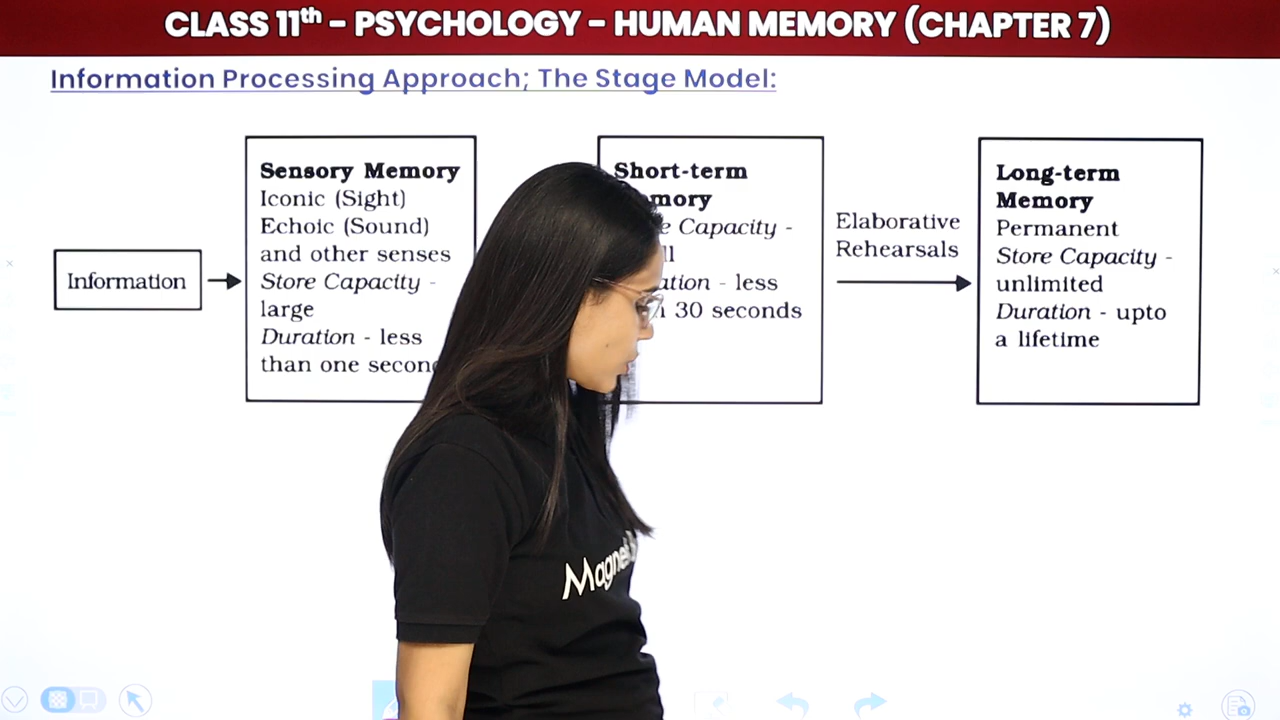 CLASS 11th - PSYCHOLOGY - HUMAN MEMORY (CHAPTER 7)
Information Processing Approach; The Stage Model:
Information
Sensory Memory
Iconic (Sight)
Echoic (Sound)
and other senses
Store Capacity -
large
Duration - less
than one
Short-term
Capacity -
- less
30 seconds
Elaborative
Rehearsals
Long-term
Memory
Permanent
Store Capacity -
unlimited
Duration - upto
a lifetime